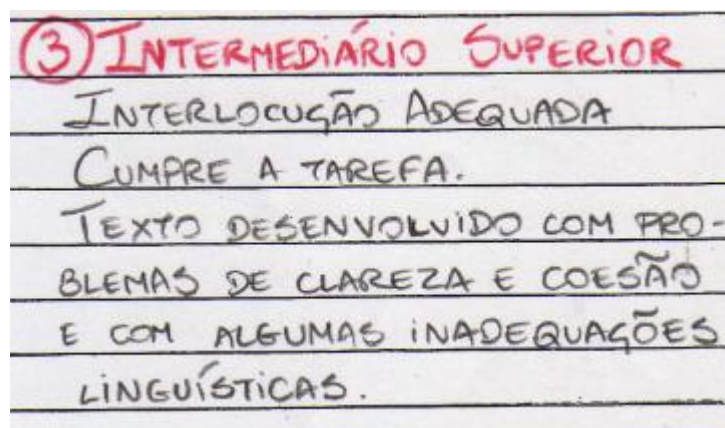 3 INTERMEDIÁRIO SUPERIOR
INTERLOCUÇÃO ADEQUADA
CUMPRE A TAREFA.
TEXTO DESENVOLVIDO COM PRO-
BLEMAS DE CLAREZA E COESÃO
E COM ALGUMAS INADEQUAÇÕES
LINGUÍSTICAS.